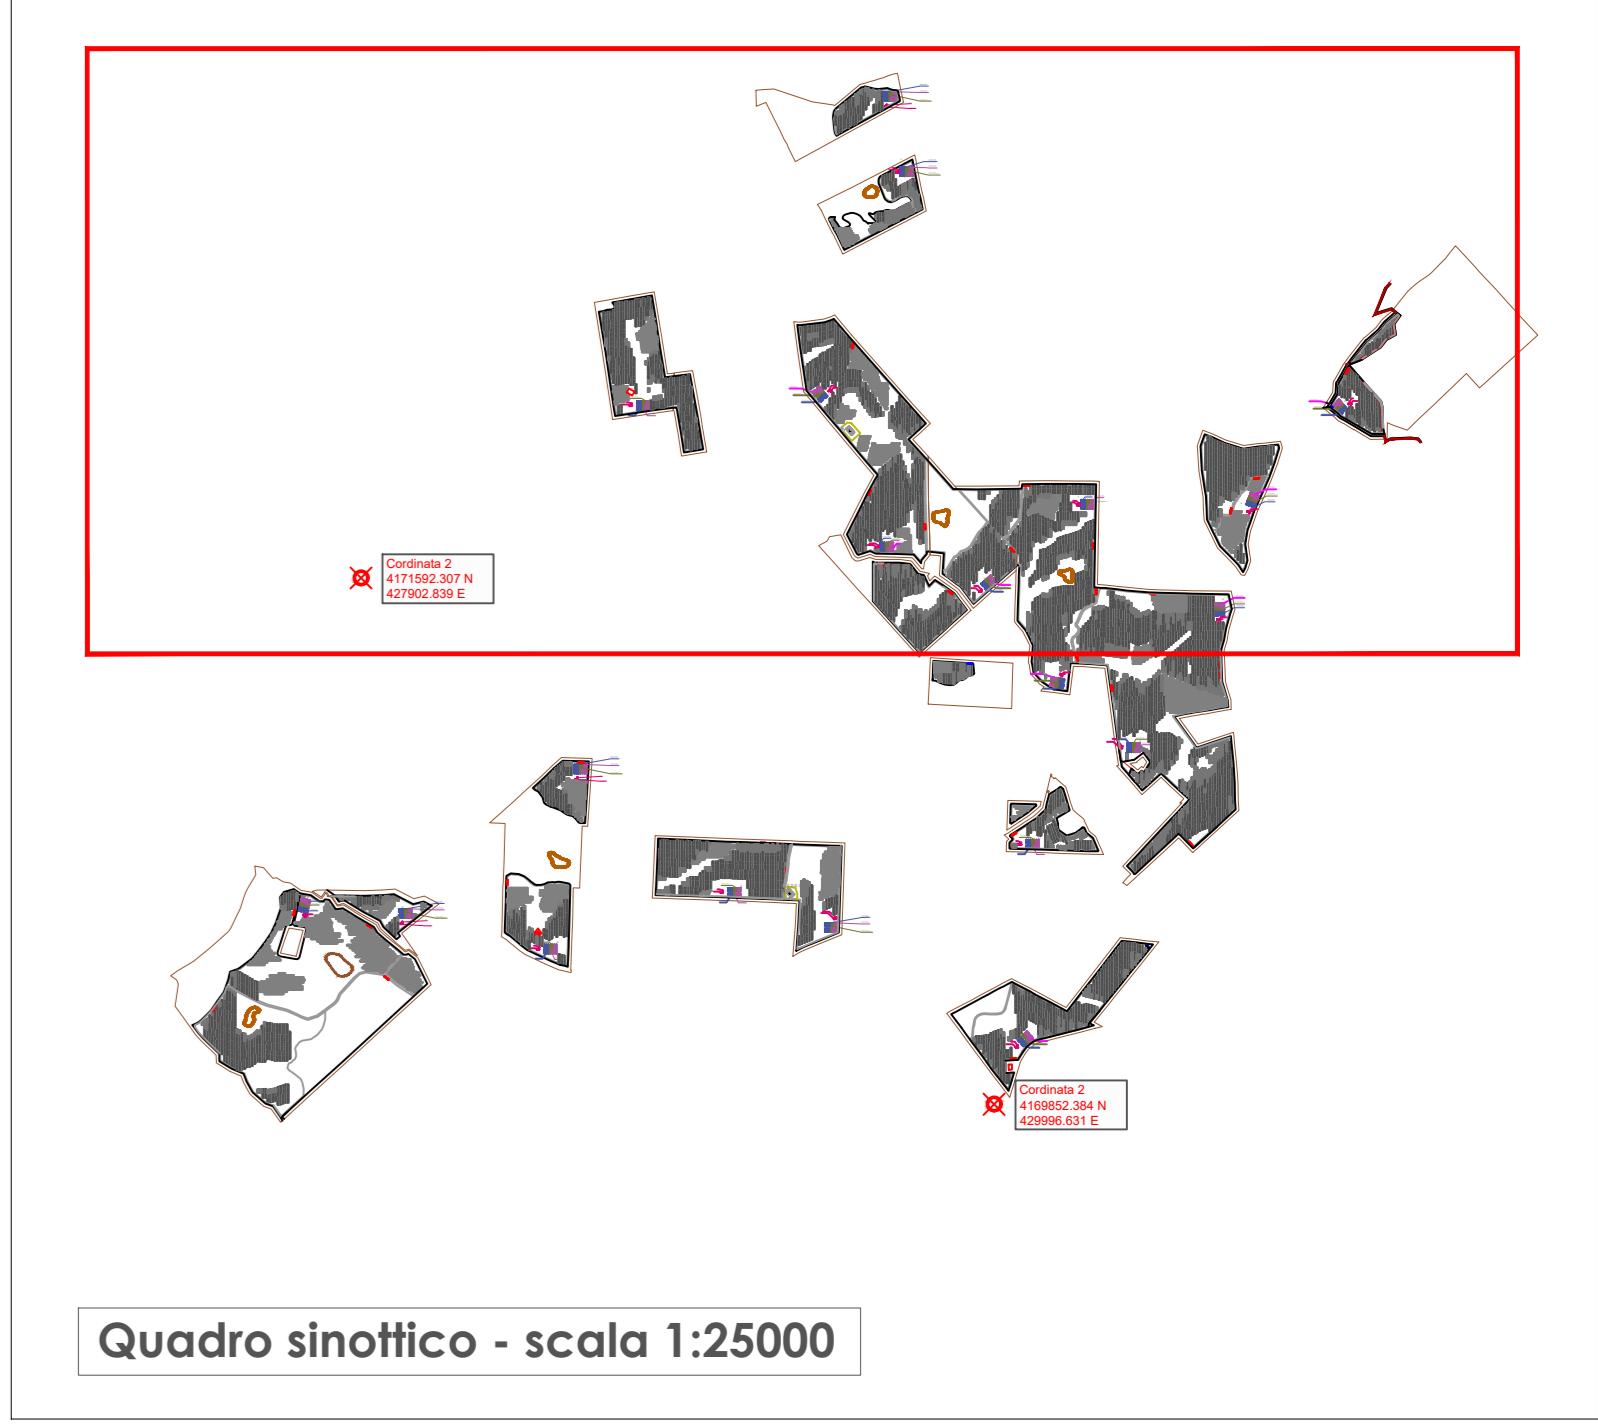 Cordinata 2
4171592.307 N
427902.839 E
Cordinata 2
4169852.384 N
429996.631 E
Quadro sinottico - scala 1:25000